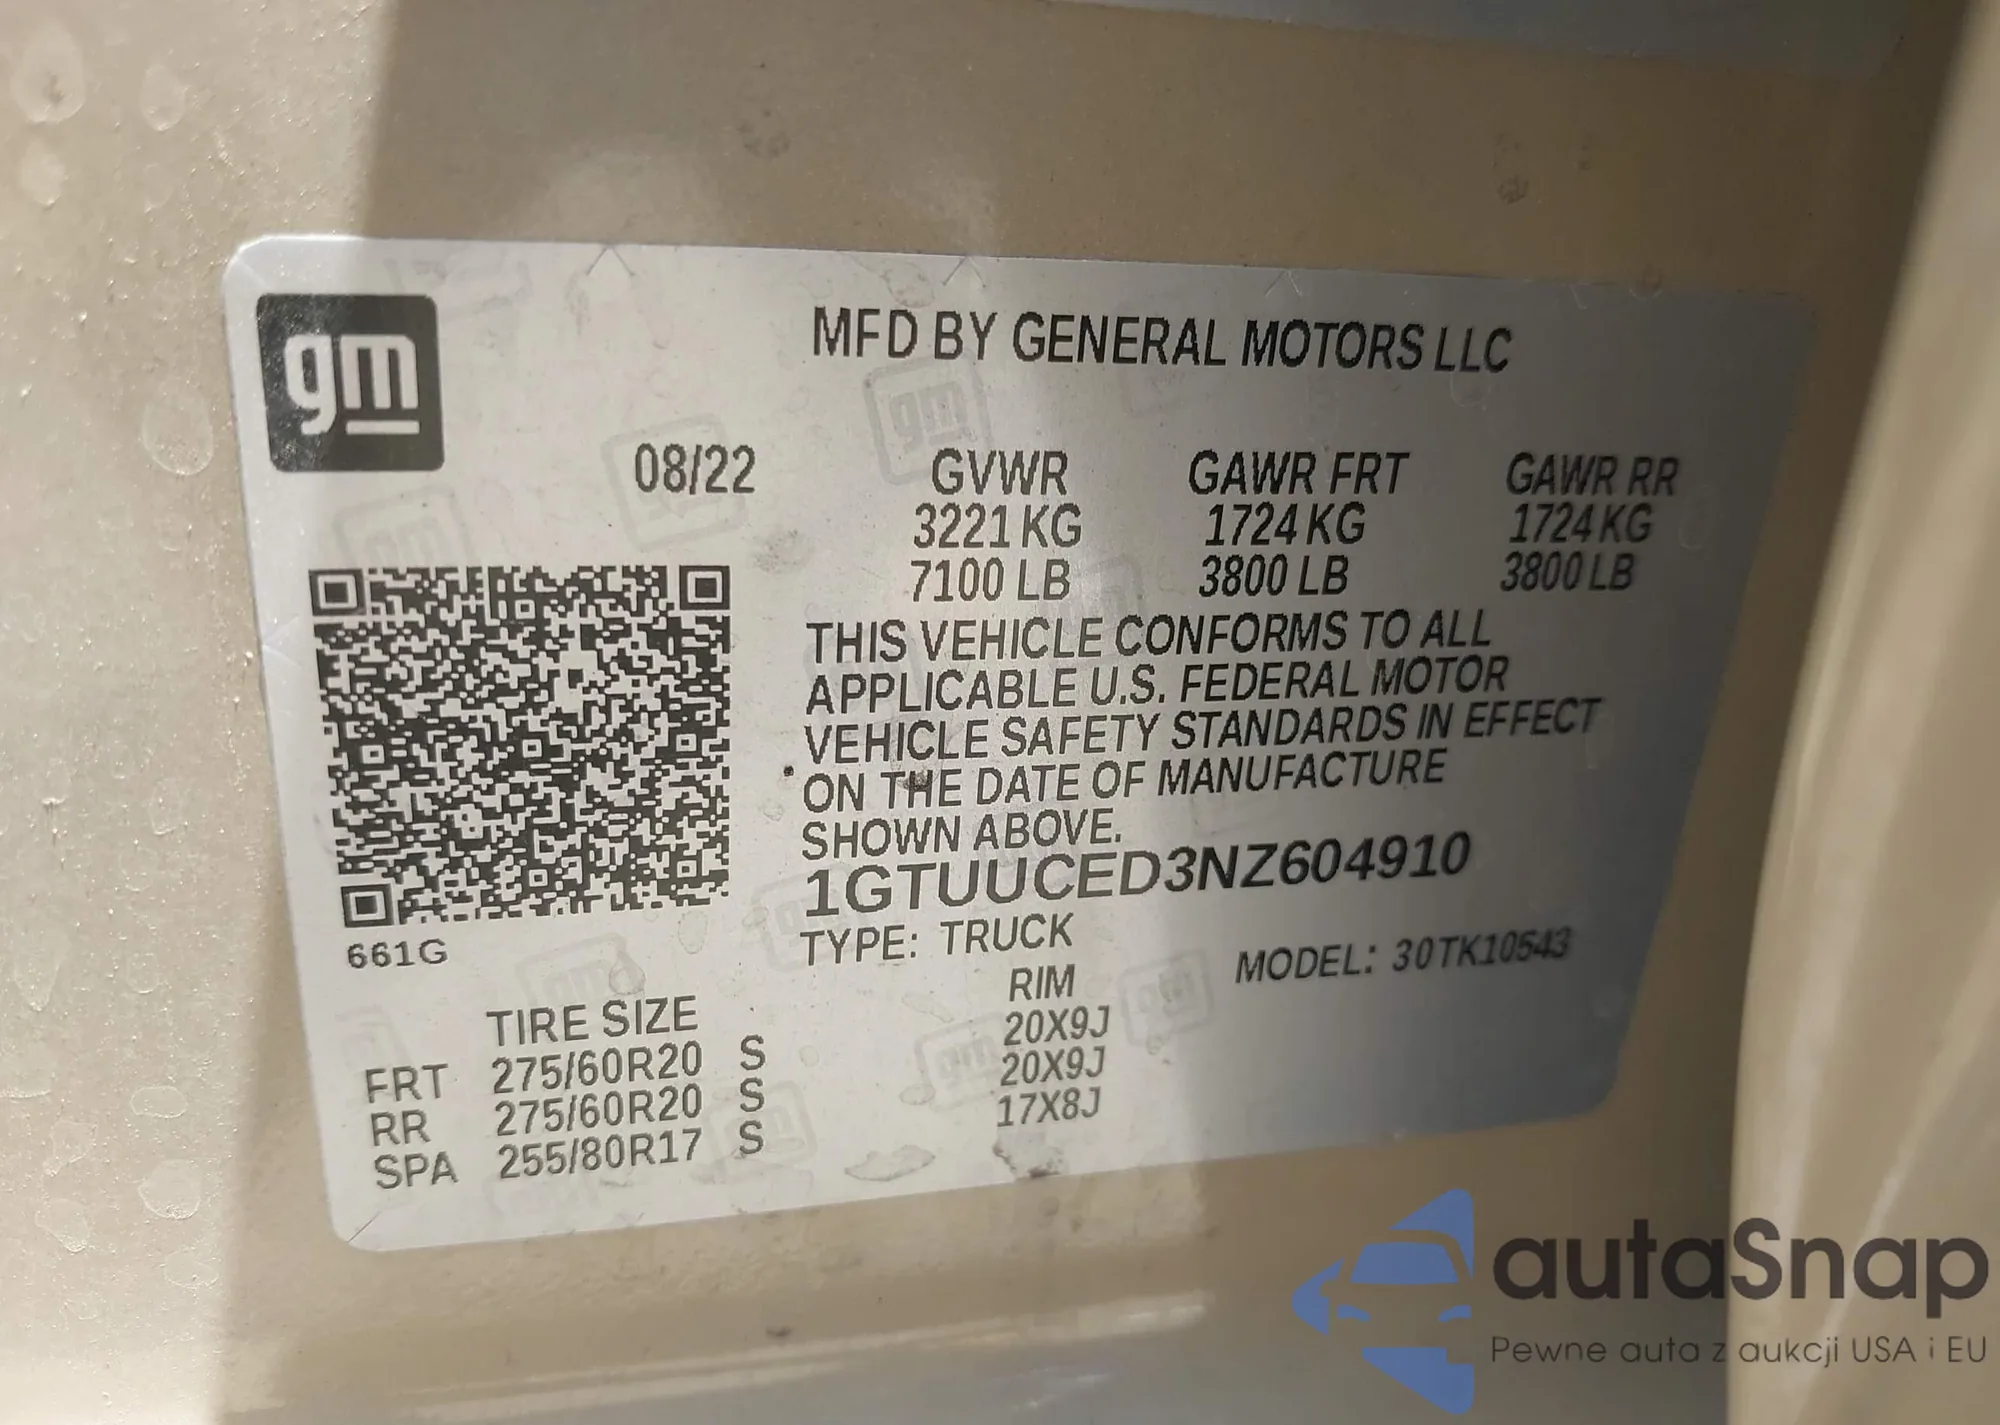 gm
MFD BY GENERAL MOTORS LLC
08/22 GVWR GAWR FRT GAWR RR
3221 KG 1724 KG 1724 KG
7100 LB 3800 LB 3800 LB
THIS VEHICLE CONFORMS TO ALL
APPLICABLE U.S. FEDERAL MOTOR
VEHICLE SAFETY STANDARDS IN EFFECT
ON THE DATE OF MANUFACTURE
SHOWN ABOVE.
1GTUUCED3NZ604910
TYPE: TRUCK MODEL: 30TK10543
661G
TIRE SIZE RIM
FRT 275/60R20 S 20X9J
RR 275/60R20 S 20X9J
SPA 255/80R17 S 17X8J
autaSnap
Pewne auta z aukcji USA i EU